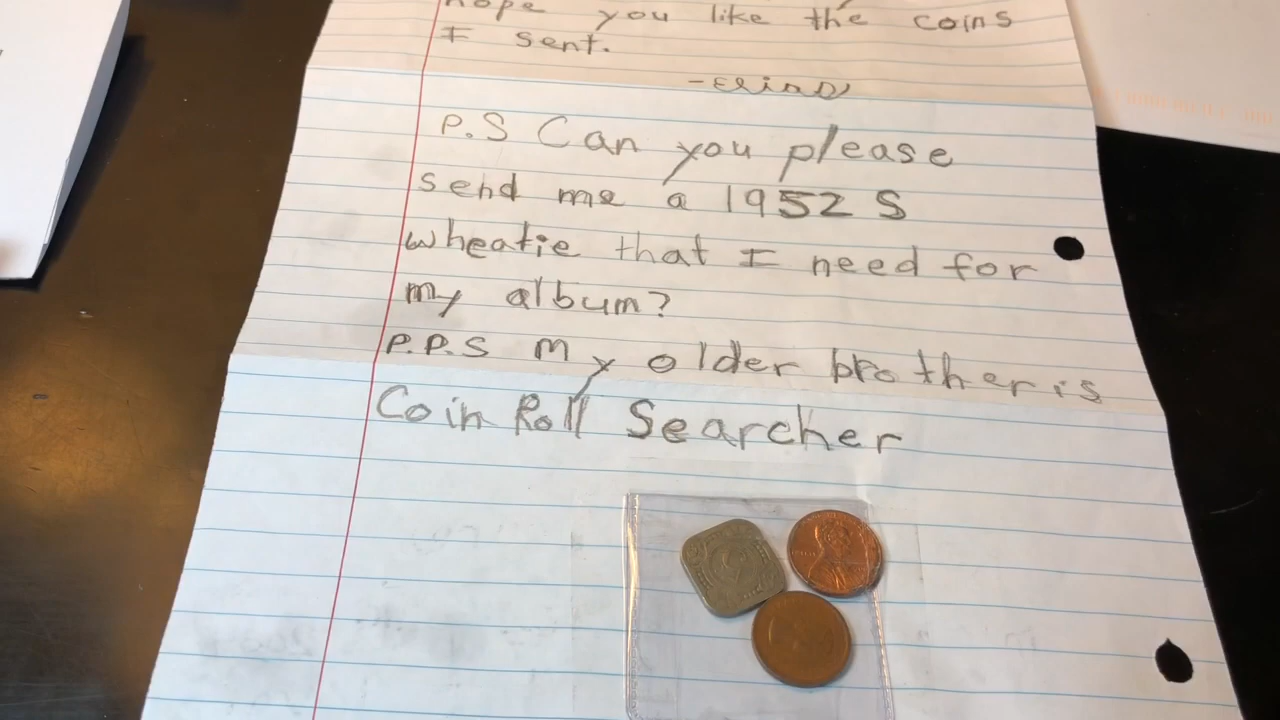 hope you like the coins
I sent.
P.S Can you please
send me a 1952 S
wheatie that I need for
my album?
P.P.S My older brother is
Coin Roll Searcher